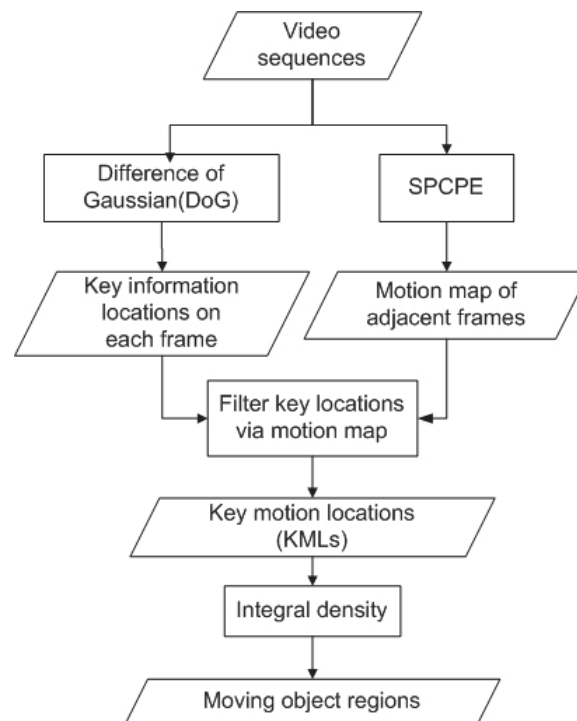 Video
sequences
Difference of
Gaussian(DoG)
SPCPE
Key information
locations on
each frame
Motion map of
adjacent frames
Filter key locations
via motion map
Key motion locations
(KMLs)
Integral density
Moving object regions